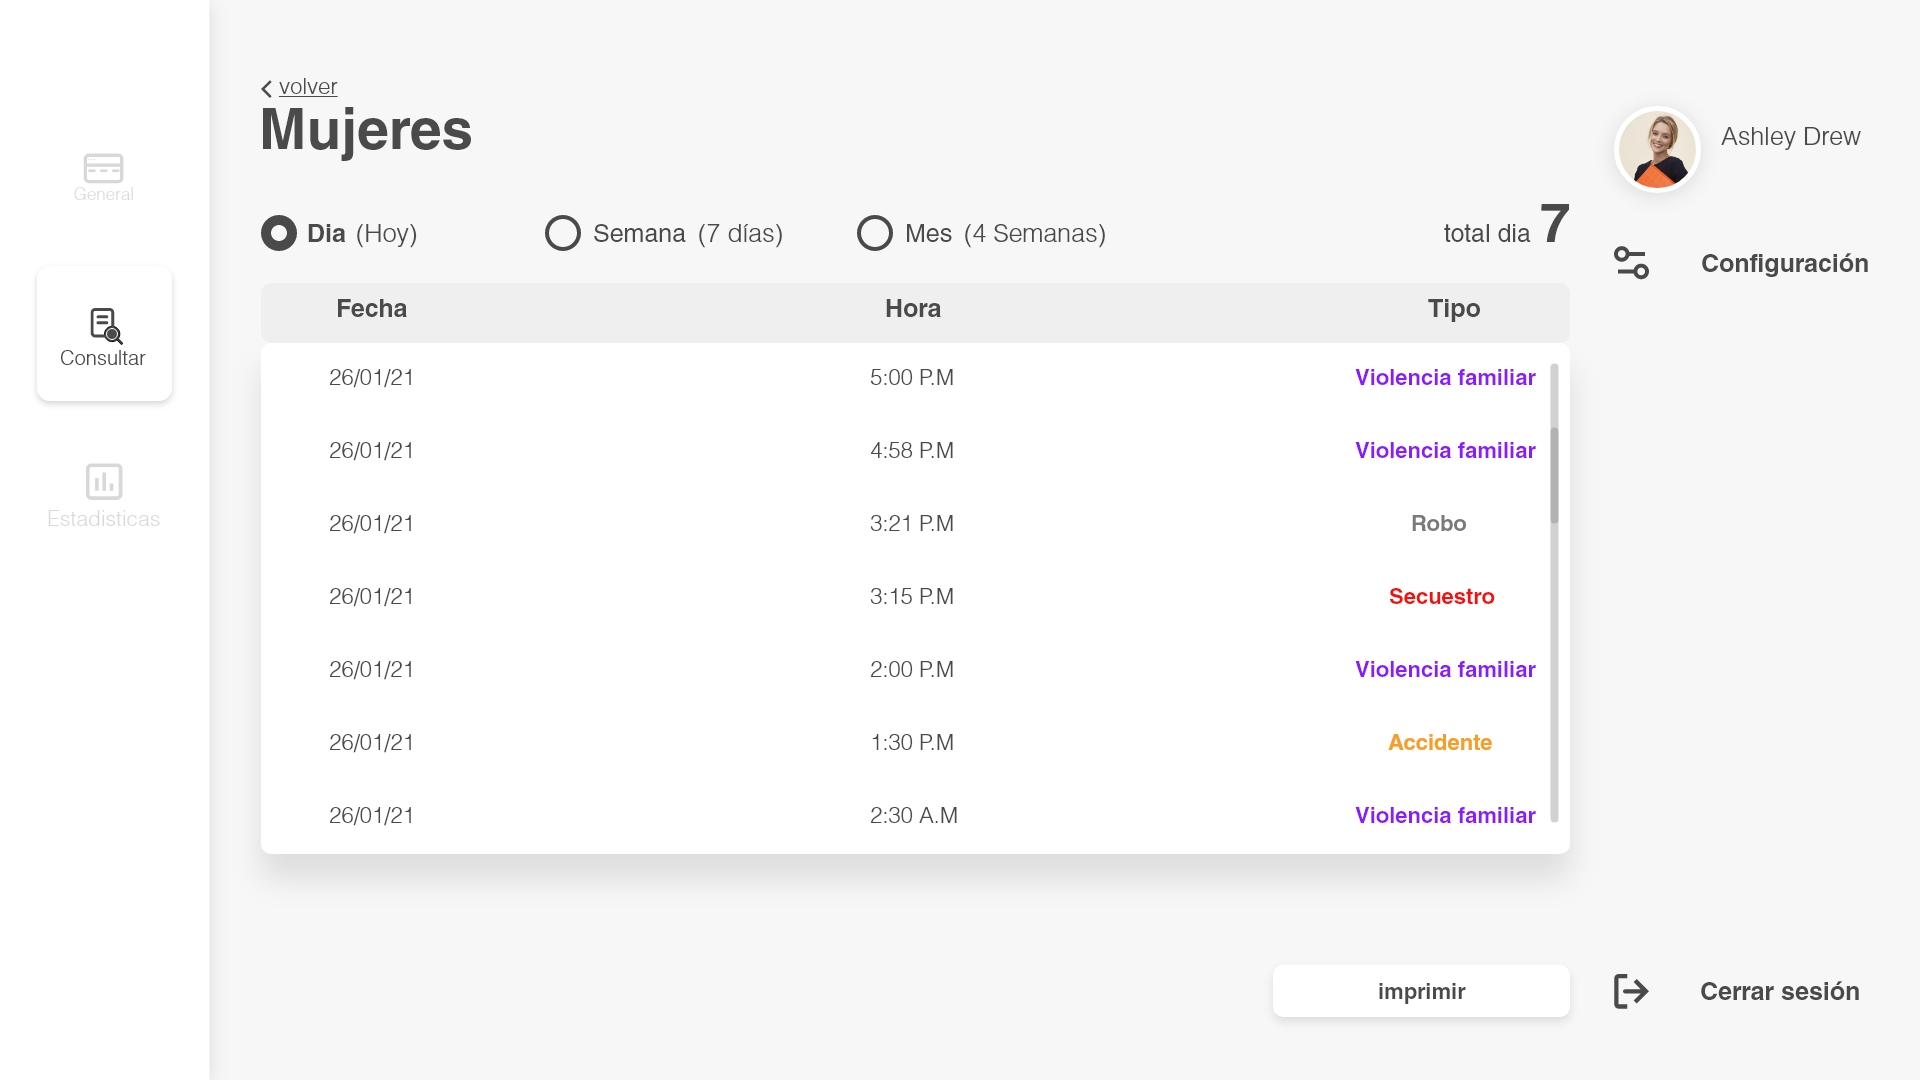 volver
Mujeres
General
Consultar
Estadisticas
Dia (Hoy)
Semana (7 días)
Mes (4 Semanas)
total dia 7
Fecha Hora Tipo
26/01/21 5:00 P.M Violencia familiar
26/01/21 4:58 P.M Violencia familiar
26/01/21 3:21 P.M Robo
26/01/21 3:15 P.M Secuestro
26/01/21 2:00 P.M Violencia familiar
26/01/21 1:30 P.M Accidente
26/01/21 2:30 A.M Violencia familiar
imprimir
Ashley Drew
Configuración
Cerrar sesión